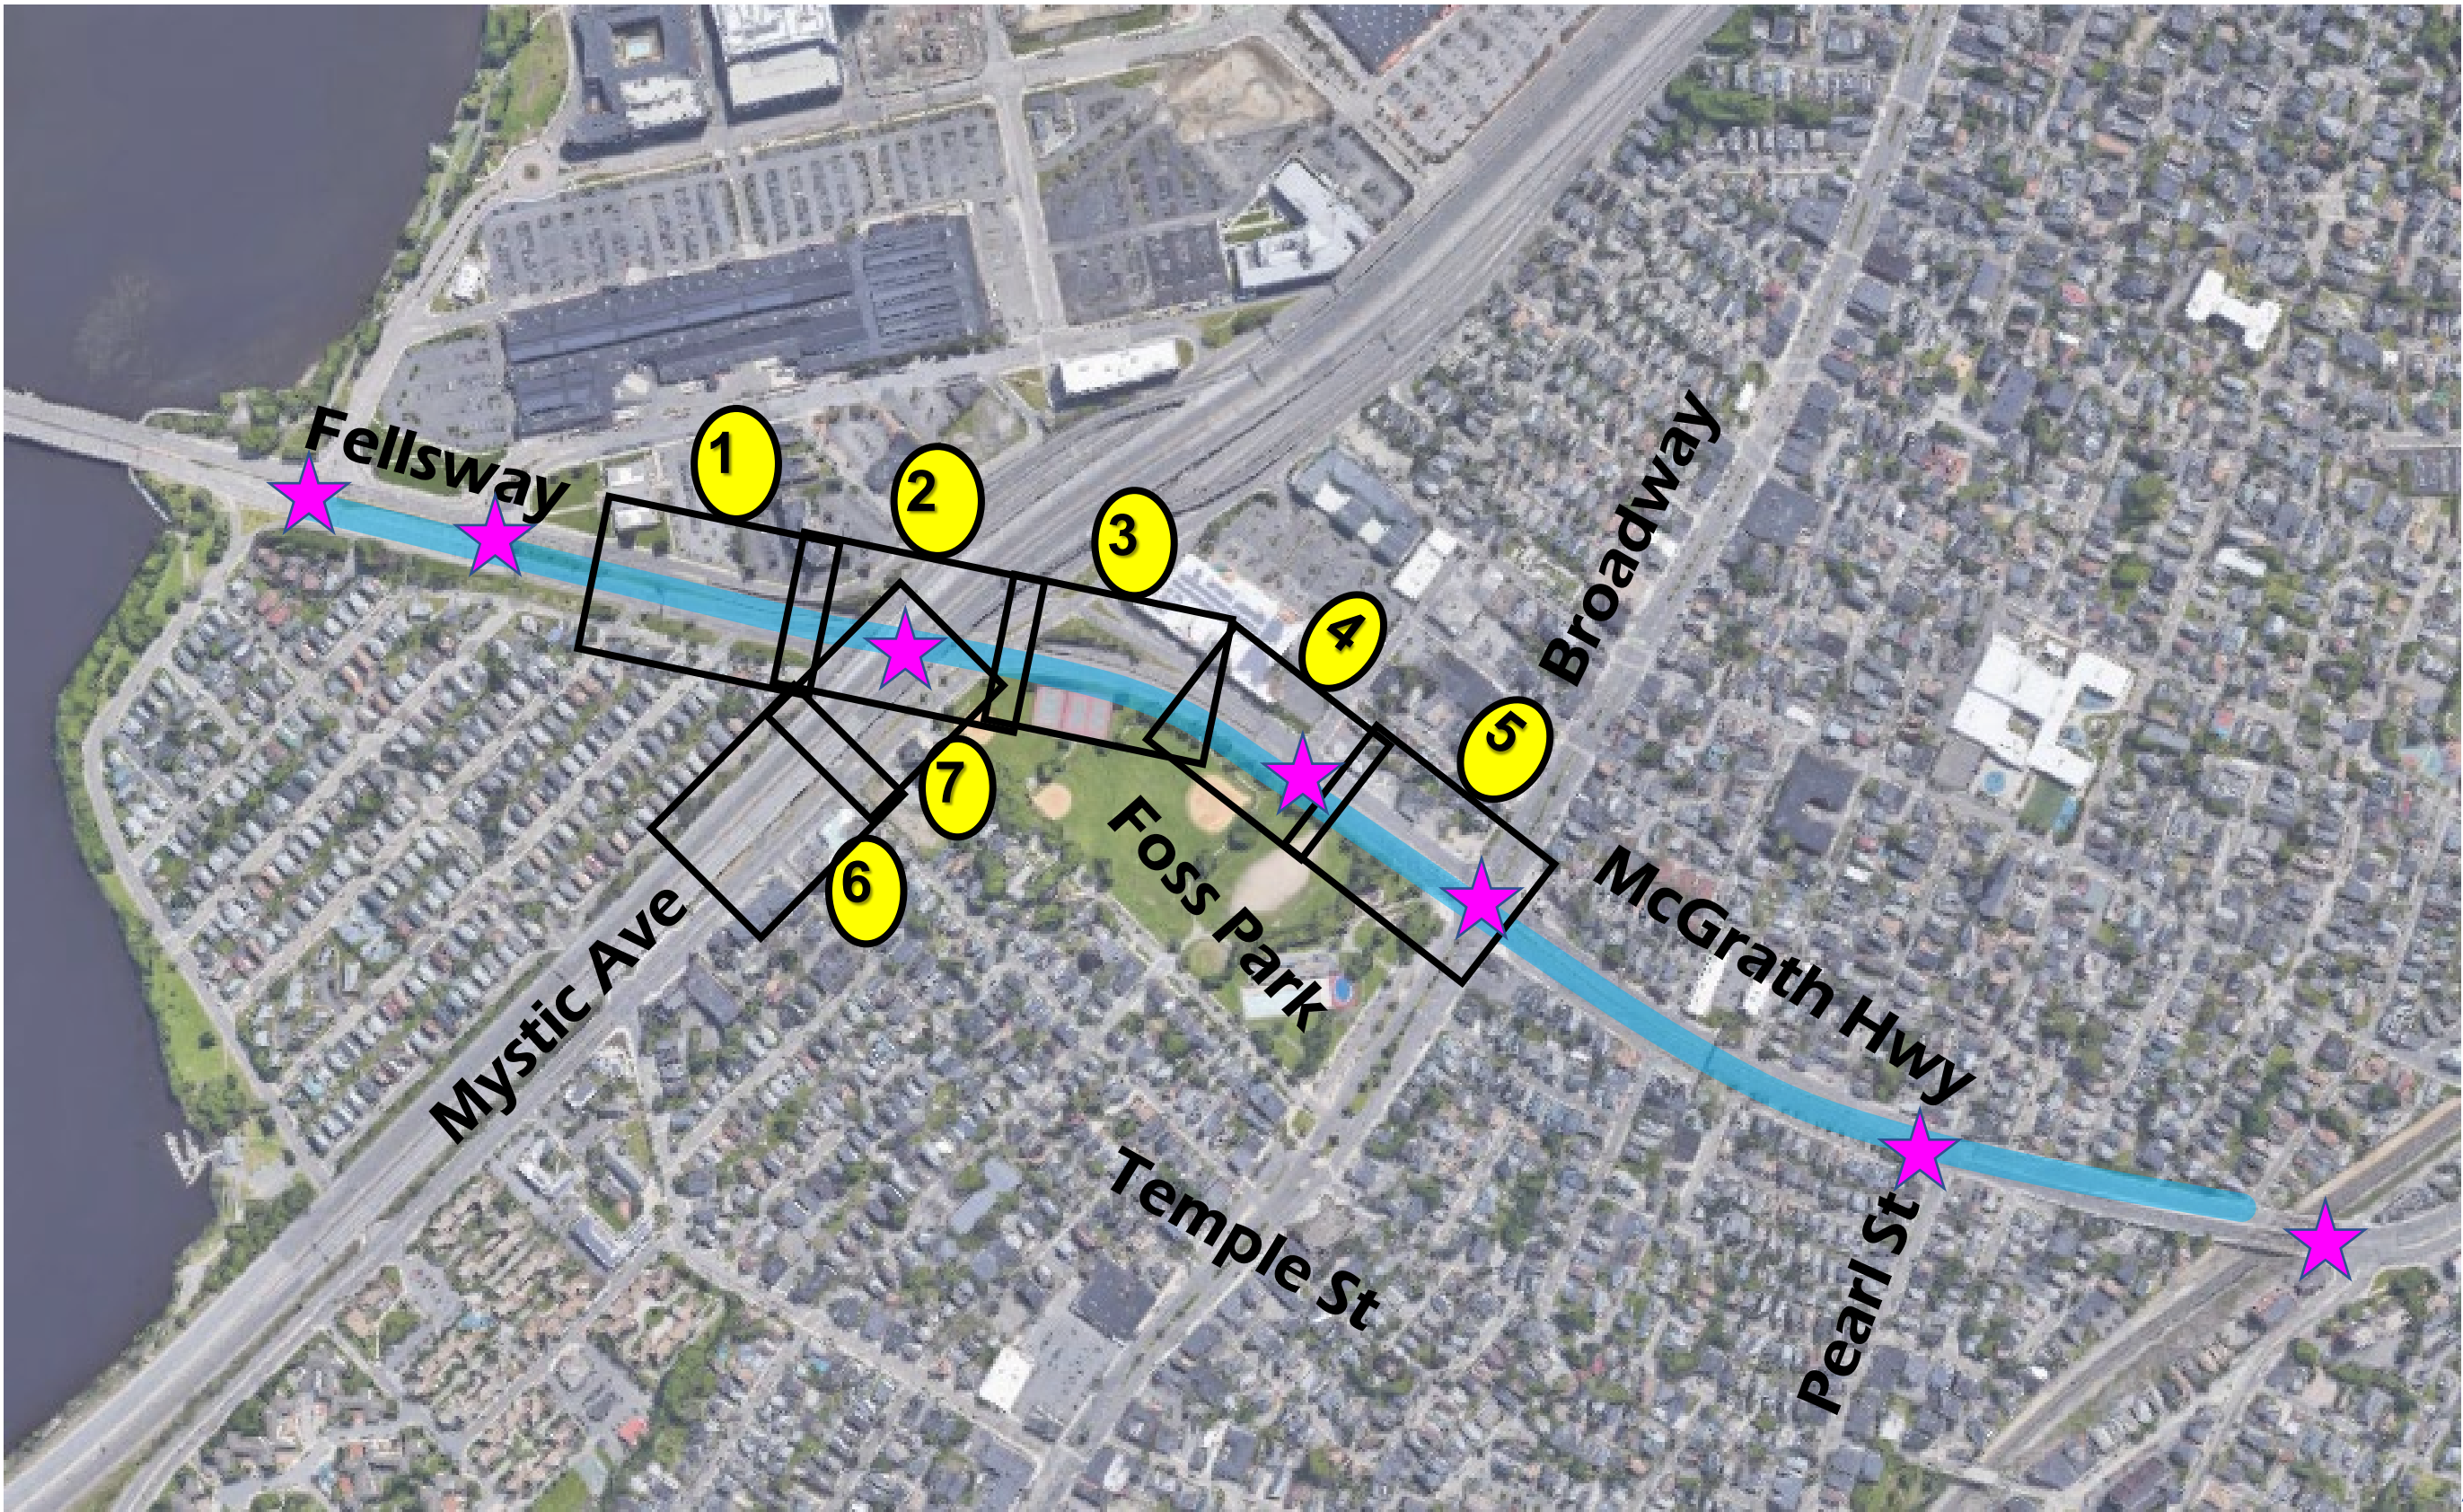 Fellsway
1
2
3
4
5
Broadway
7
6
Foss Park
McGrath Hwy
Mystic Ave
Temple St
Pearl St